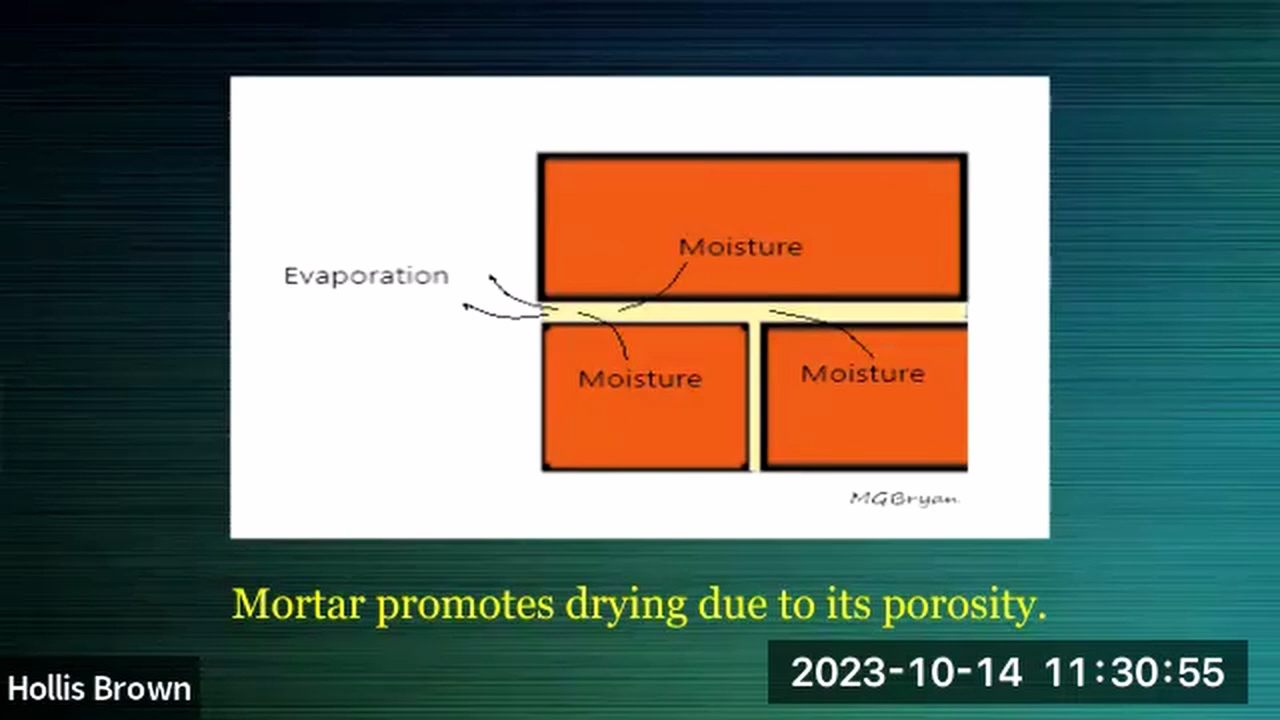 Moisture
Evaporation
Moisture
Moisture
MGBryan
Mortar promotes drying due to its porosity.
Hollis Brown
2023-10-14 11:30:55